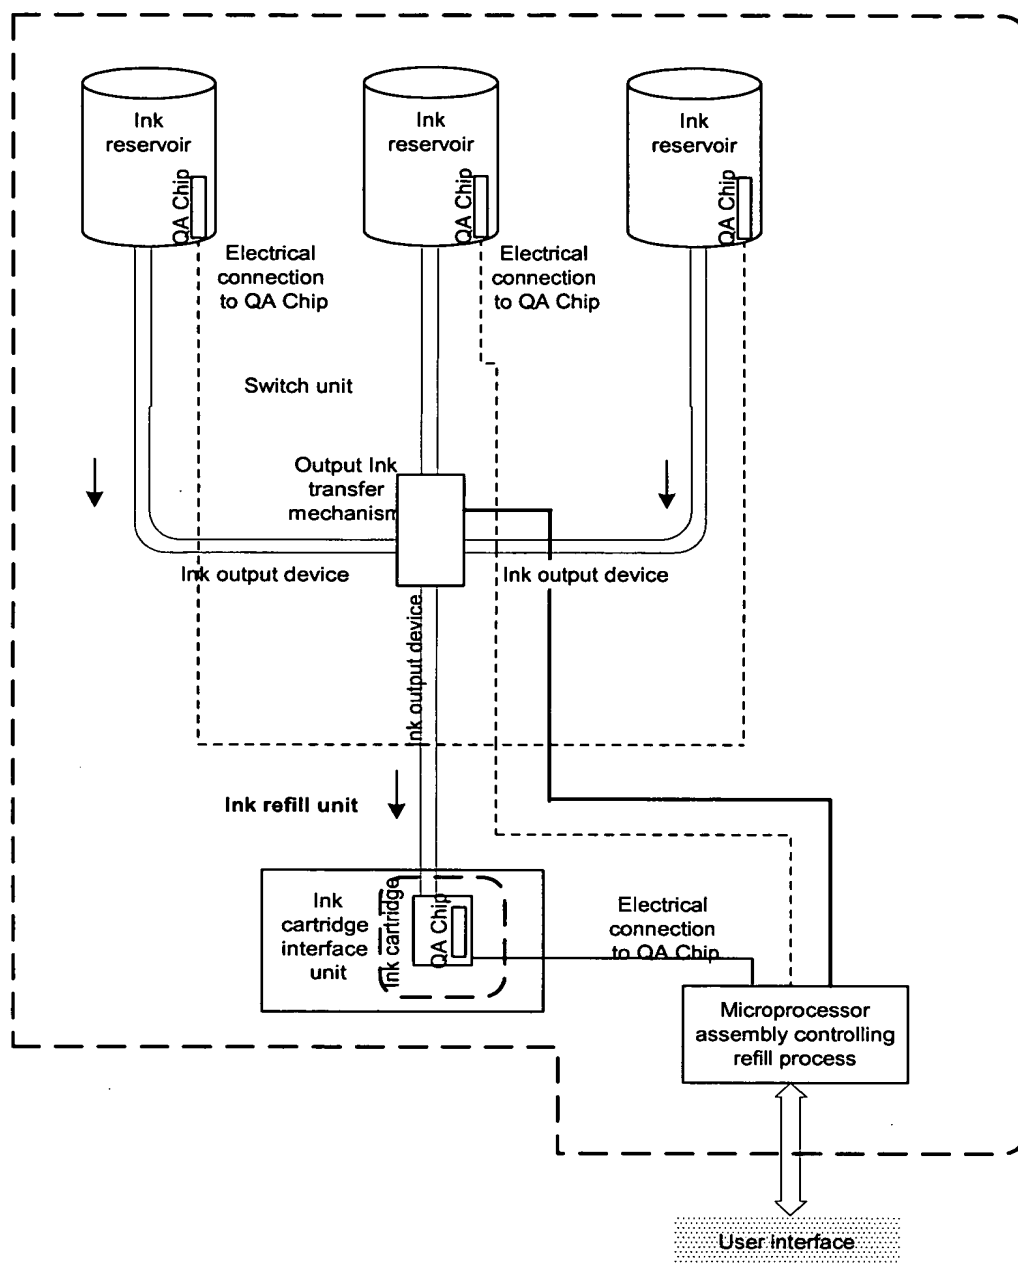 Ink
reservoir
QA Chip
Ink
reservoir
QA Chip
Ink
reservoir
QA Chip
Electrical
connection
to QA Chip
Electrical
connection
to QA Chip
Switch unit
Output Ink
transfer
mechanism
Ink output device
Ink output device
Ink output device
Ink refill unit
Ink
cartridge
interface
unit
Ink cartridge
QA Chip
Electrical
connection
to QA Chip
Microprocessor
assembly controlling
refill process
User interface